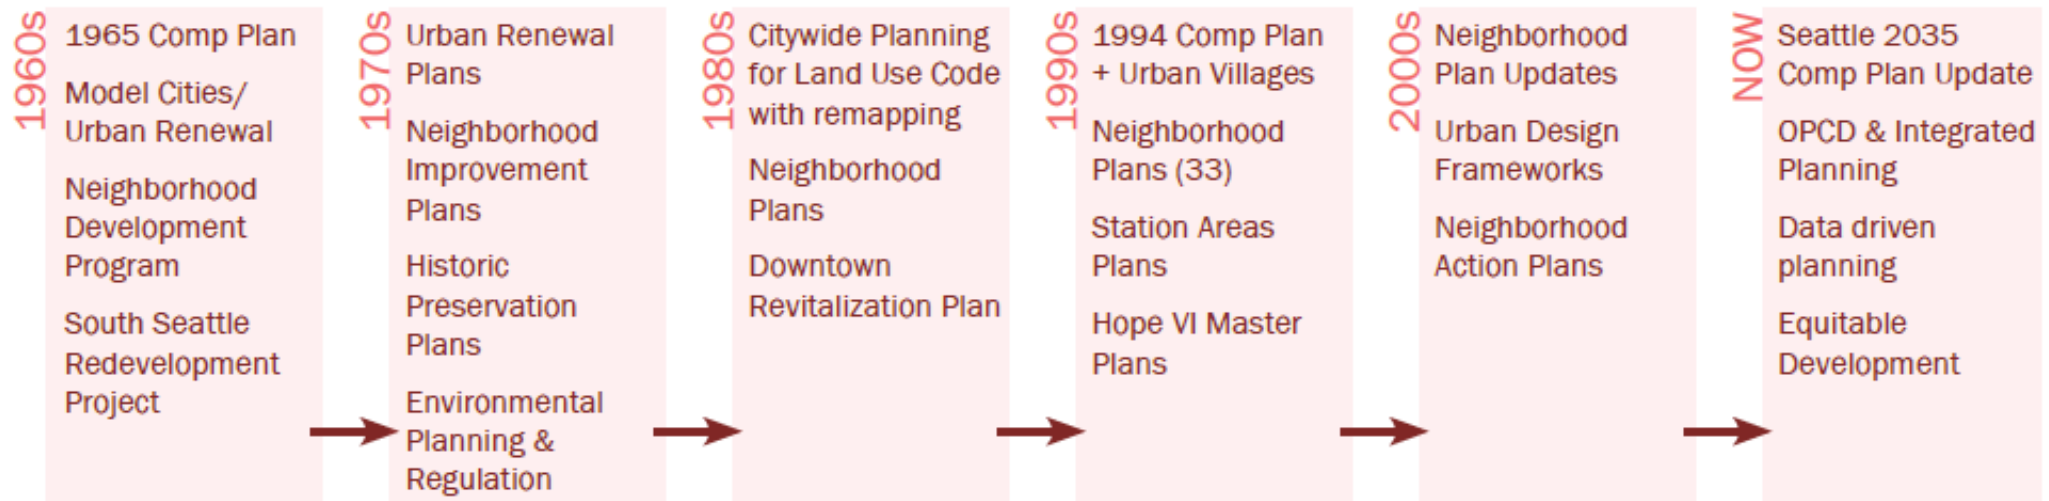 1960s
1965 Comp Plan
Model Cities/
Urban Renewal
Neighborhood
Development
Program
South Seattle
Redevelopment
Project
1970s
Urban Renewal
Plans
Neighborhood
Improvement
Plans
Historic
Preservation
Plans
Environmental
Planning &
Regulation
1980s
Citywide Planning
for Land Use Code
with remapping
Neighborhood
Plans
Downtown
Revitalization Plan
1990s
1994 Comp Plan
+ Urban Villages
Neighborhood
Plans (33)
Station Areas
Plans
Hope VI Master
Plans
2000s
Neighborhood
Plan Updates
Urban Design
Frameworks
Neighborhood
Action Plans
NOW
Seattle 2035
Comp Plan Update
OPCD & Integrated
Planning
Data driven
planning
Equitable
Development